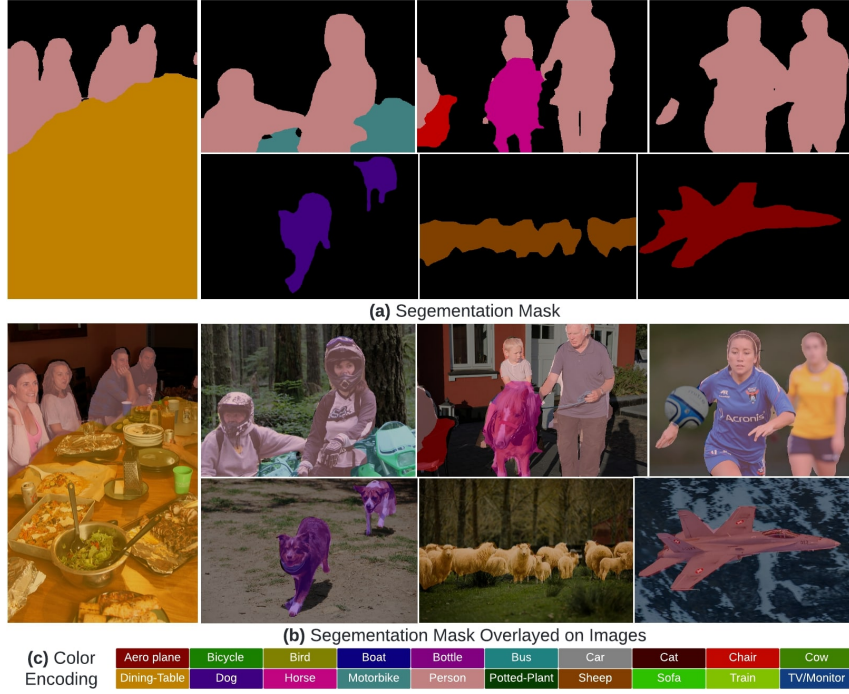 (a) Segementation Mask
Acronis
(b) Segementation Mask Overlayed on Images
(c) Color Encoding
Aero plane Bicycle Bird Boat Bottle Bus Car Cat Chair Cow
Dining-Table Dog Horse Motorbike Person Potted-Plant Sheep Sofa Train TV/Monitor